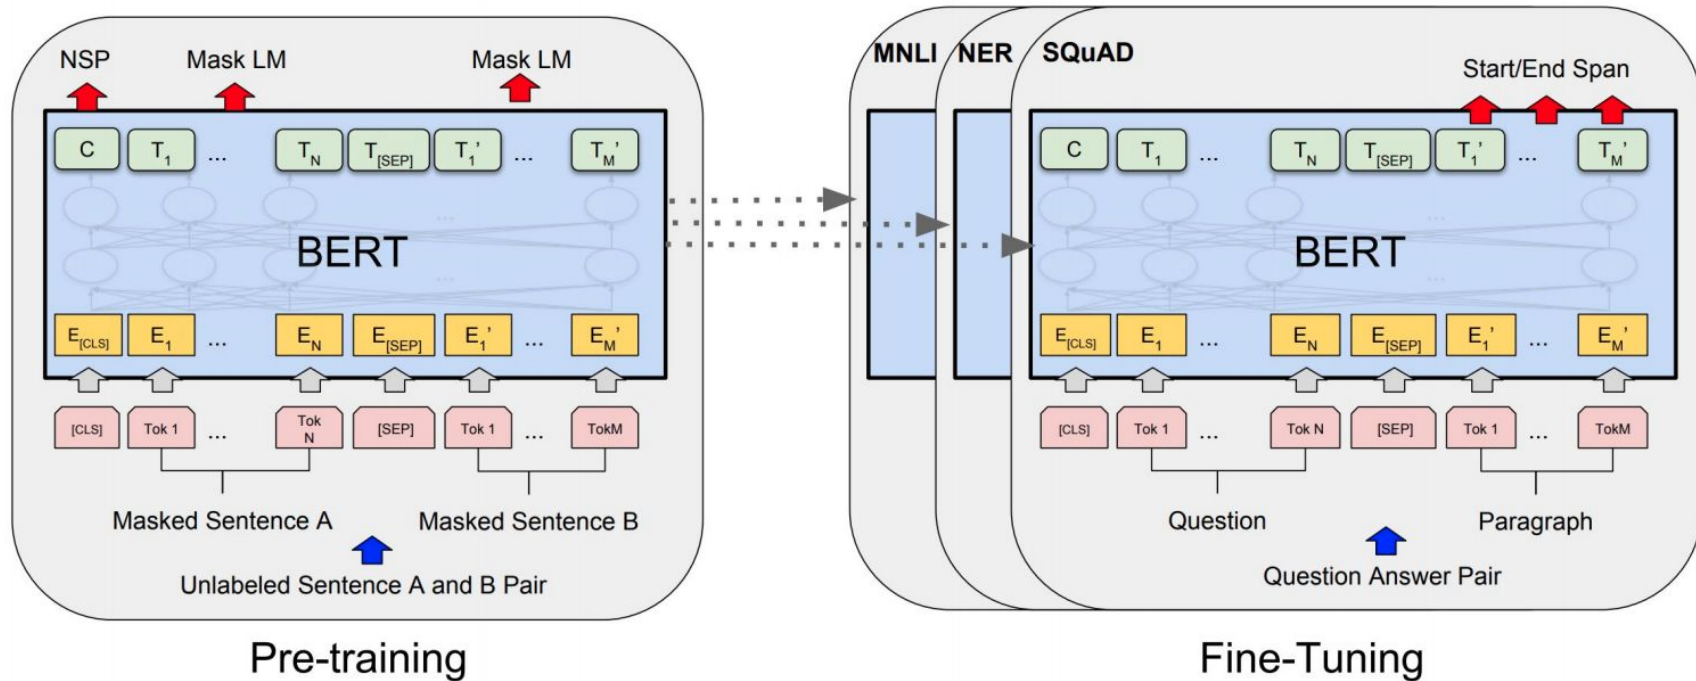 NSP Mask LM Mask LM
C T1 ... TN T[SEP] T1’ ... TM’
...
BERT
...
E[CLS] E1 ... EN E[SEP] E1’ ... EM’
[CLS] Tok 1 ... Tok N [SEP] Tok 1 ... TokM
Masked Sentence A Masked Sentence B
Unlabeled Sentence A and B Pair
Pre-training
MNLI NER SQuAD
Start/End Span
C T1 ... TN T[SEP] T1’ ... TM’
...
BERT
...
E[CLS] E1 ... EN E[SEP] E1’ ... EM’
[CLS] Tok 1 ... Tok N [SEP] Tok 1 ... TokM
Question Paragraph
Question Answer Pair
Fine-Tuning